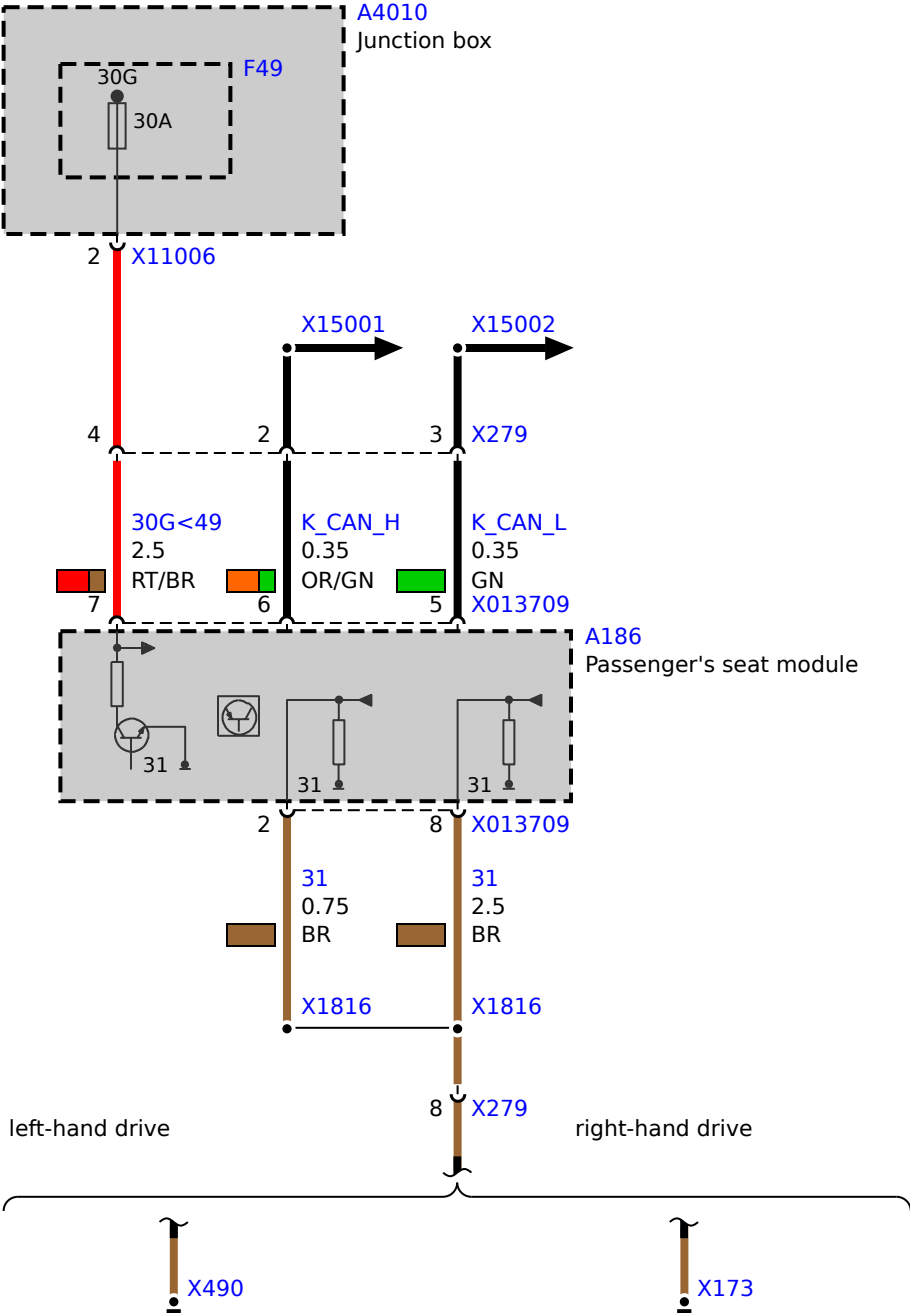 A4010
Junction box
F49
30G
30A
2 X11006
X15001 X15002
4 2 3 X279
30G<49 K_CAN_H K_CAN_L
2.5 0.35 0.35
RT/BR OR/GN GN
7 6 5 X013709
A186
Passenger's seat module
31
31 31
2 8 X013709
31 31
0.75 2.5
BR BR
X1816 X1816
8 X279
left-hand drive right-hand drive
X490 X173